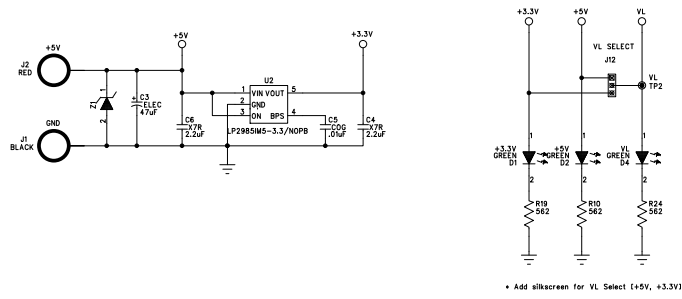 +5V
J2
RED
GND
J1
BLACK
Z1
1
2
+
C3
ELEC
47uF
+5V
C6
X7R
2.2uF
U2
1
VIN
VOUT
5
2
GND
3
ON
BPS
4
LP2985IM5-3.3/NOPB
C5
COG
.01uF
+3.3V
C4
X7R
2.2uF
+3.3V
+5V
VL
VL SELECT
J12
VL
TP2
1
+3.3V
GREEN
D1
2
R19
562
1
+5V
GREEN
D2
2
R10
562
1
VL
GREEN
D4
2
R24
562
* Add silkscreen for VL Select (+5V, +3.3V)